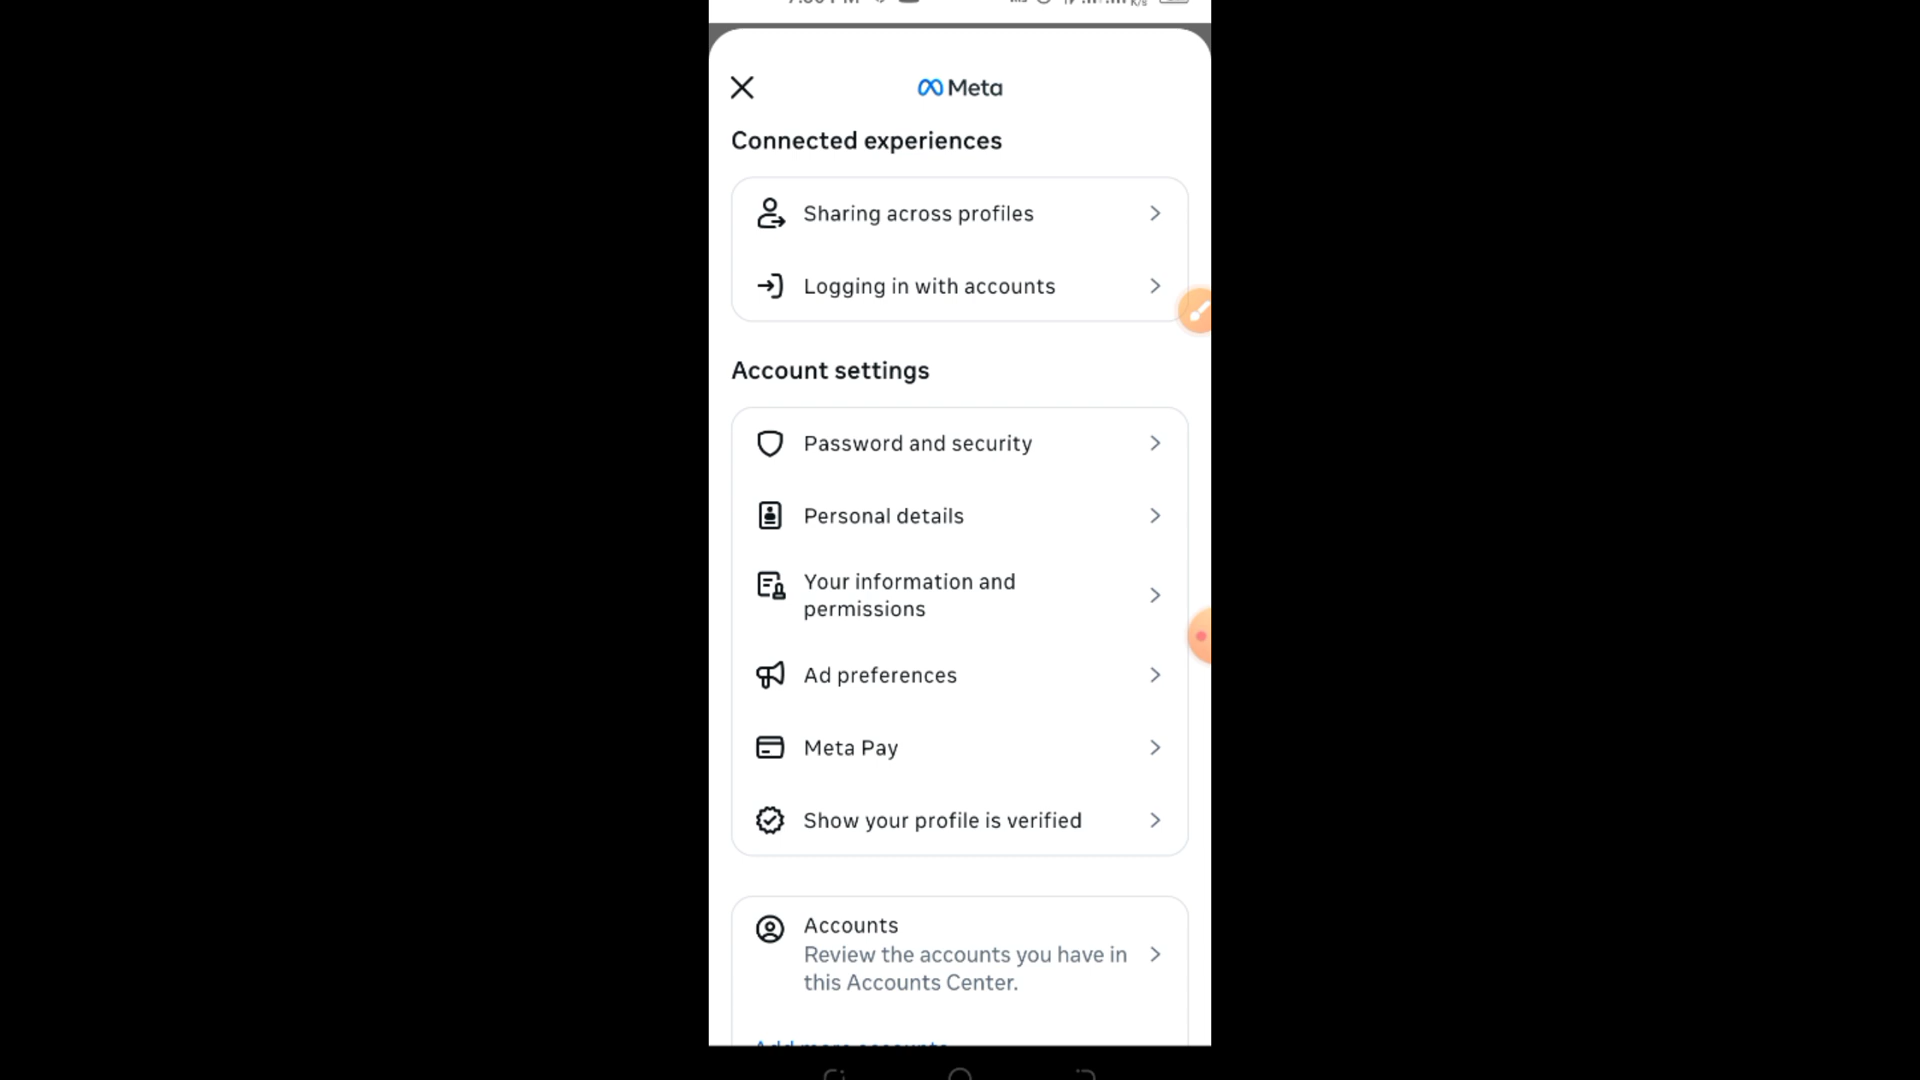 Meta
Connected experiences
Sharing across profiles
Logging in with accounts
Account settings
Password and security
Personal details
Your information and
permissions
Ad preferences
Meta Pay
Show your profile is verified
Accounts
Review the accounts you have in
this Accounts Center.
Add more accounts